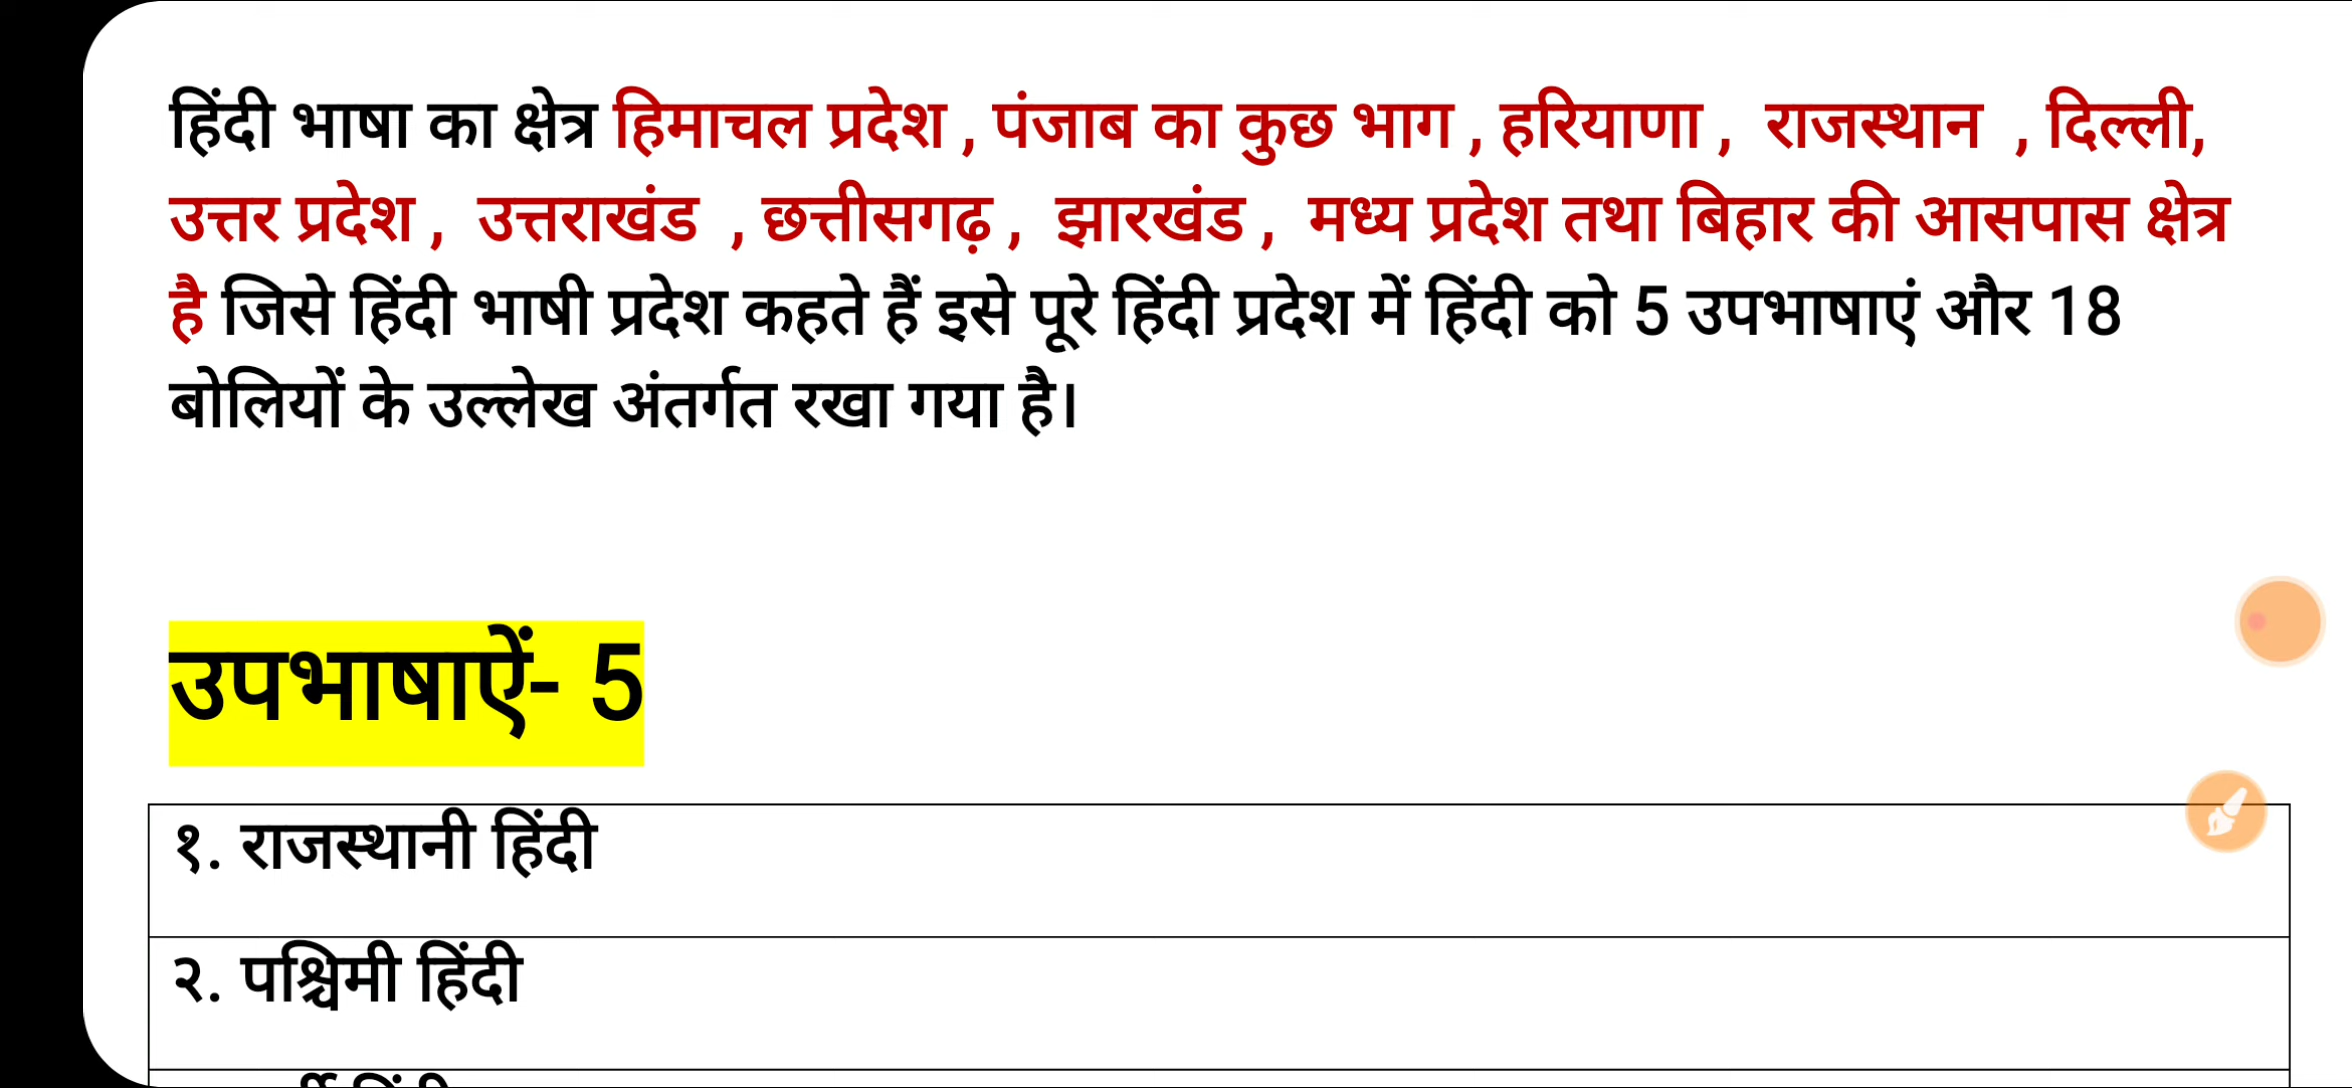 हिंदी भाषा का क्षेत्र हिमाचल प्रदेश , पंजाब का कुछ भाग , हरियाणा , राजस्थान , दिल्ली,
उत्तर प्रदेश , उत्तराखंड , छत्तीसगढ़ , झारखंड , मध्य प्रदेश तथा बिहार की आसपास क्षेत्र
है जिसे हिंदी भाषी प्रदेश कहते हैं इसे पूरे हिंदी प्रदेश में हिंदी को 5 उपभाषाएं और 18
बोलियों के उल्लेख अंतर्गत रखा गया है।
उपभाषाऐं- 5
१. राजस्थानी हिंदी
२. पश्चिमी हिंदी